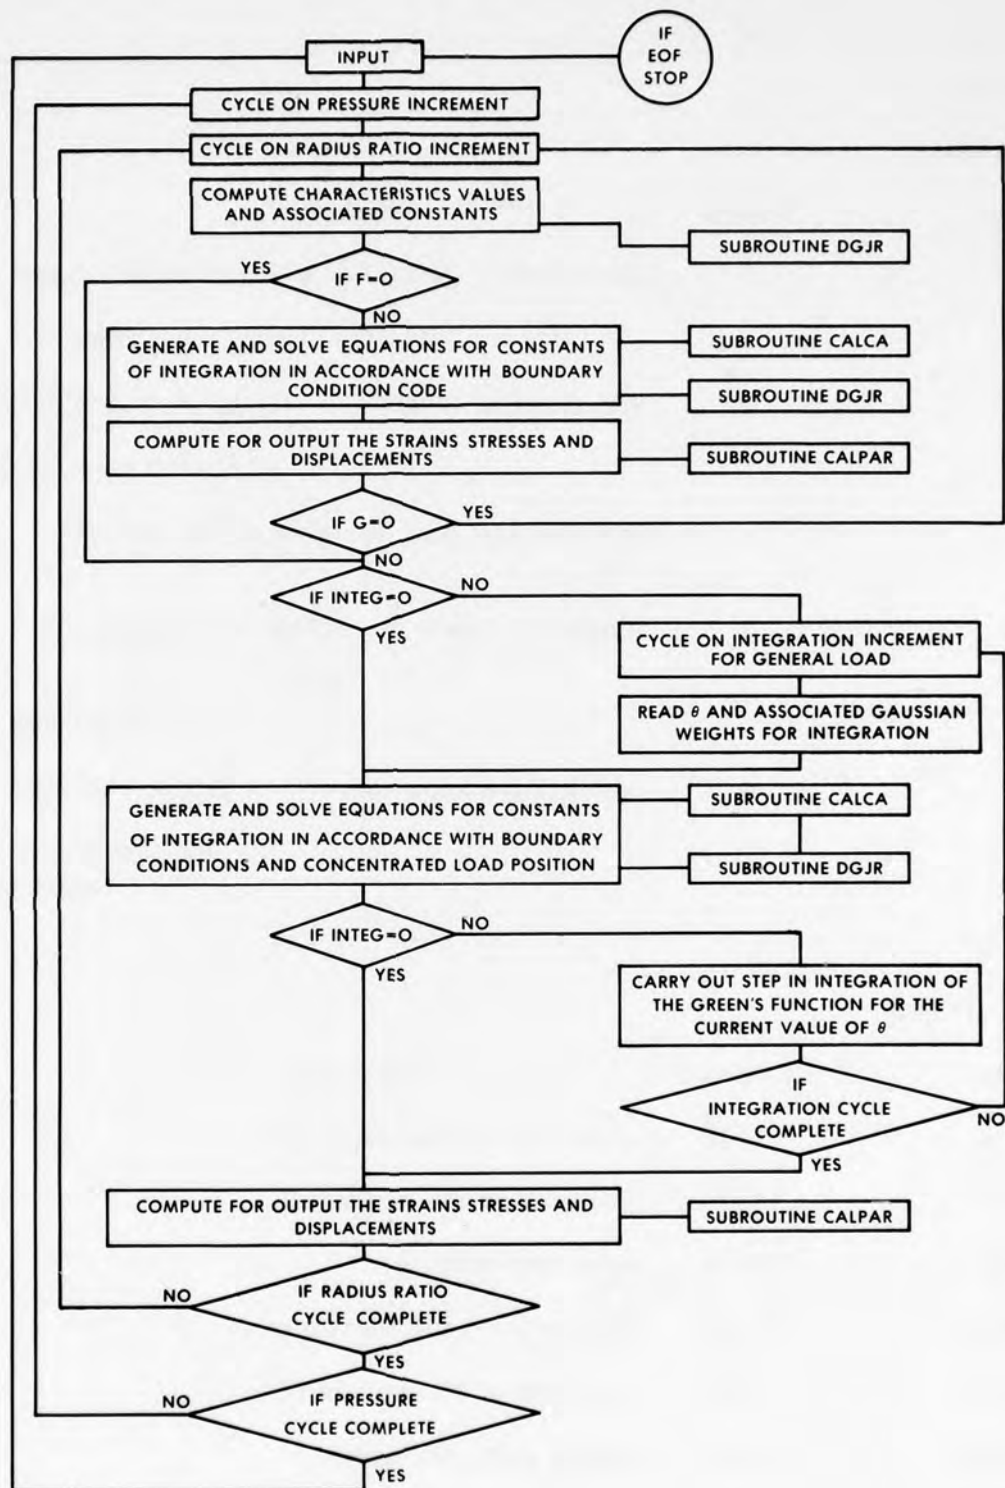 IF
EOF
STOP
INPUT
CYCLE ON PRESSURE INCREMENT
CYCLE ON RADIUS RATIO INCREMENT
COMPUTE CHARACTERISTICS VALUES
AND ASSOCIATED CONSTANTS
SUBROUTINE DGJR
YES
IF F=O
NO
GENERATE AND SOLVE EQUATIONS FOR CONSTANTS
OF INTEGRATION IN ACCORDANCE WITH BOUNDARY
CONDITION CODE
SUBROUTINE CALCA
SUBROUTINE DGJR
COMPUTE FOR OUTPUT THE STRAINS STRESSES AND
DISPLACEMENTS
SUBROUTINE CALPAR
IF G=O
YES
NO
IF INTEG=O
NO
YES
CYCLE ON INTEGRATION INCREMENT
FOR GENERAL LOAD
READ θ AND ASSOCIATED GAUSSIAN
WEIGHTS FOR INTEGRATION
GENERATE AND SOLVE EQUATIONS FOR CONSTANTS
OF INTEGRATION IN ACCORDANCE WITH BOUNDARY
CONDITIONS AND CONCENTRATED LOAD POSITION
SUBROUTINE CALCA
SUBROUTINE DGJR
IF INTEG=O
NO
YES
CARRY OUT STEP IN INTEGRATION OF
THE GREEN'S FUNCTION FOR THE
CURRENT VALUE OF θ
IF
INTEGRATION CYCLE
COMPLETE
NO
YES
COMPUTE FOR OUTPUT THE STRAINS STRESSES AND
DISPLACEMENTS
SUBROUTINE CALPAR
NO
IF RADIUS RATIO
CYCLE COMPLETE
YES
NO
IF PRESSURE
CYCLE COMPLETE
YES